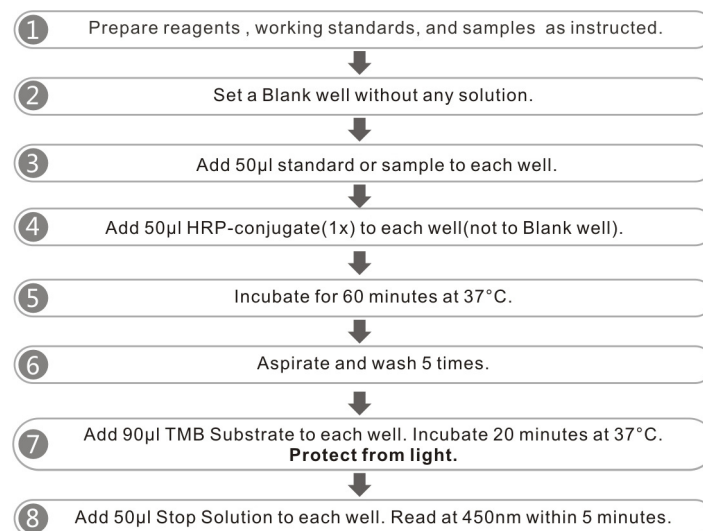 1 Prepare reagents , working standards, and samples as instructed.
2 Set a Blank well without any solution.
3 Add 50µl standard or sample to each well.
4 Add 50µl HRP-conjugate(1x) to each well(not to Blank well).
5 Incubate for 60 minutes at 37°C.
6 Aspirate and wash 5 times.
7 Add 90µl TMB Substrate to each well. Incubate 20 minutes at 37°C.
Protect from light.
8 Add 50µl Stop Solution to each well. Read at 450nm within 5 minutes.